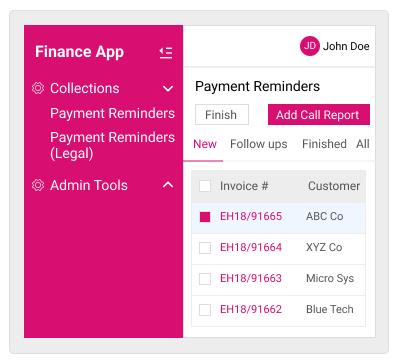 Finance App
JD John Doe
Collections
Payment Reminders
Payment Reminders
(Legal)
Admin Tools
Payment Reminders
Finish Add Call Report
New Follow ups Finished All
Invoice # Customer
EH18/91665 ABC Co
EH18/91664 XYZ Co
EH18/91663 Micro Sys
EH18/91662 Blue Tech